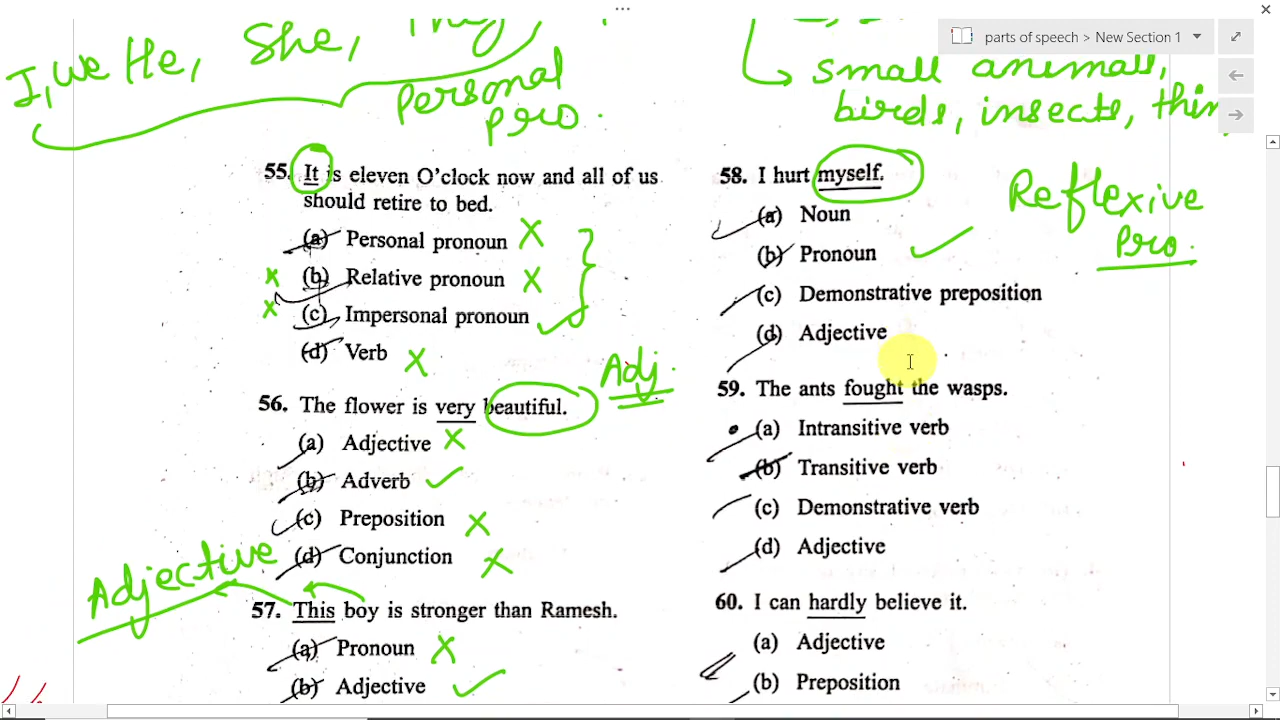 ...
parts of speech > New Section 1
I, we He, She, They,
Personal
Pro.
small animals,
birds, insects, thin
55. It is eleven O'clock now and all of us
should retire to bed.
(a) Personal pronoun X
X (b) Relative pronoun X
X (c) Impersonal pronoun ✓
(d) Verb X
56. The flower is very beautiful.
Adj.
(a) Adjective X
(b) Adverb ✓
(c) Preposition X
(d) Conjunction X
Adjective
57. This boy is stronger than Ramesh.
(a) Pronoun X
(b) Adjective ✓
58. I hurt myself.
Reflexive
Pro.
(a) Noun
(b) Pronoun ✓
(c) Demonstrative preposition
(d) Adjective
59. The ants fought the wasps.
(a) Intransitive verb
(b) Transitive verb
(c) Demonstrative verb
(d) Adjective
60. I can hardly believe it.
(a) Adjective
(b) Preposition